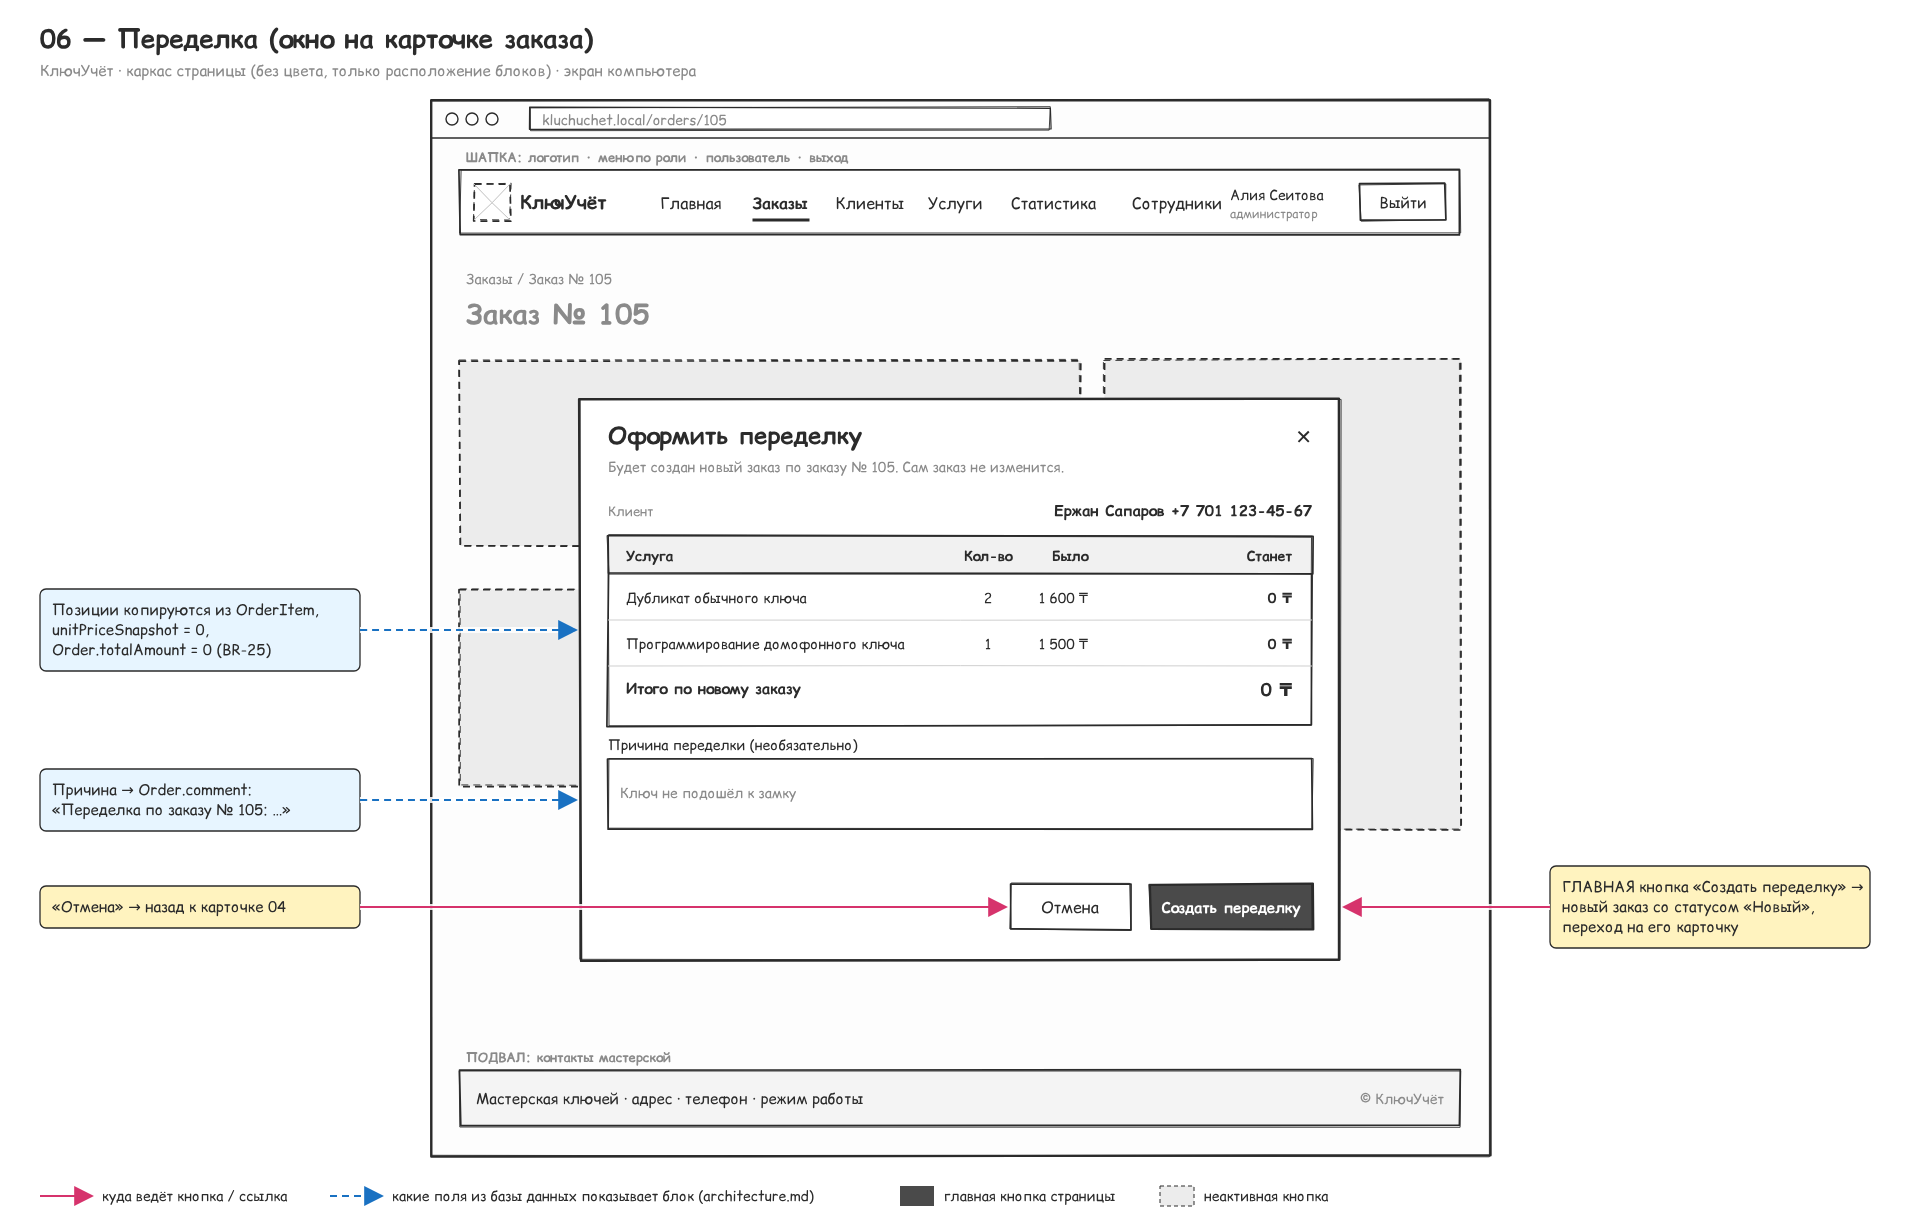 06 — Переделка (окно на карточке заказа)
КлючУчёт · каркас страницы (без цвета, только расположение блоков) · экран компьютера
kluchuchet.local/orders/105
ШАПКА: логотип · меню по роли · пользователь · выход
КлючУчёт
Главная
Заказы
Клиенты
Услуги
Статистика
Сотрудники
Алия Сеитова
администратор
Выйти
Заказы / Заказ № 105
Заказ № 105
Оформить переделку
×
Будет создан новый заказ по заказу № 105. Сам заказ не изменится.
Клиент
Ержан Сапаров +7 701 123-45-67
Услуга Кол-во Было Станет
Дубликат обычного ключа 2 1 600 ₸ 0 ₸
Программирование домофонного ключа 1 1 500 ₸ 0 ₸
Итого по новому заказу 0 ₸
Причина переделки (необязательно)
Ключ не подошёл к замку
Отмена
Создать переделку
Позиции копируются из OrderItem,
unitPriceSnapshot = 0,
Order.totalAmount = 0 (BR-25)
Причина → Order.comment:
«Переделка по заказу № 105: …»
«Отмена» → назад к карточке 04
ГЛАВНАЯ кнопка «Создать переделку» →
новый заказ со статусом «Новый»,
переход на его карточку
ПОДВАЛ: контакты мастерской
Мастерская ключей · адрес · телефон · режим работы
© КлючУчёт
куда ведёт кнопка / ссылка
какие поля из базы данных показывает блок (architecture.md)
главная кнопка страницы
неактивная кнопка